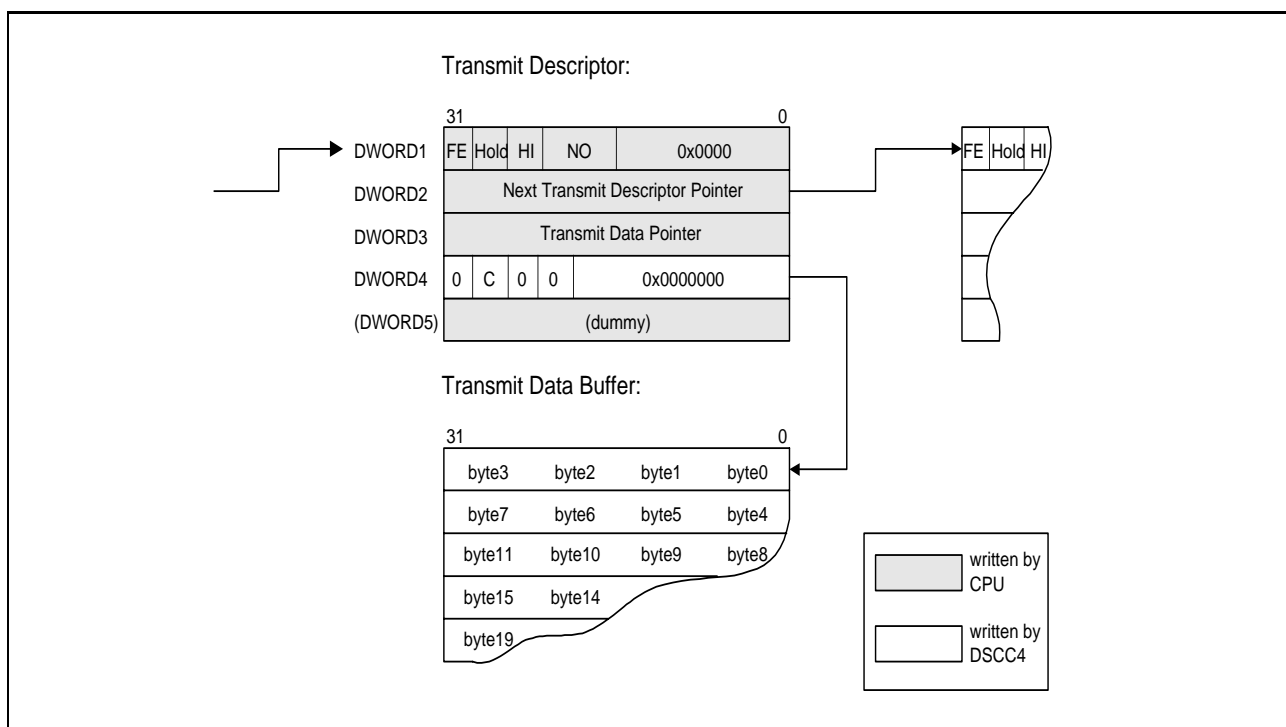 Transmit Descriptor:
31 0
DWORD1 FE Hold HI NO 0x0000 FE Hold HI
DWORD2 Next Transmit Descriptor Pointer
DWORD3 Transmit Data Pointer
DWORD4 0 C 0 0 0x0000000
(DWORD5) (dummy)
Transmit Data Buffer:
31 0
byte3 byte2 byte1 byte0
byte7 byte6 byte5 byte4
byte11 byte10 byte9 byte8
byte15 byte14
byte19
written by
CPU
written by
DSCC4